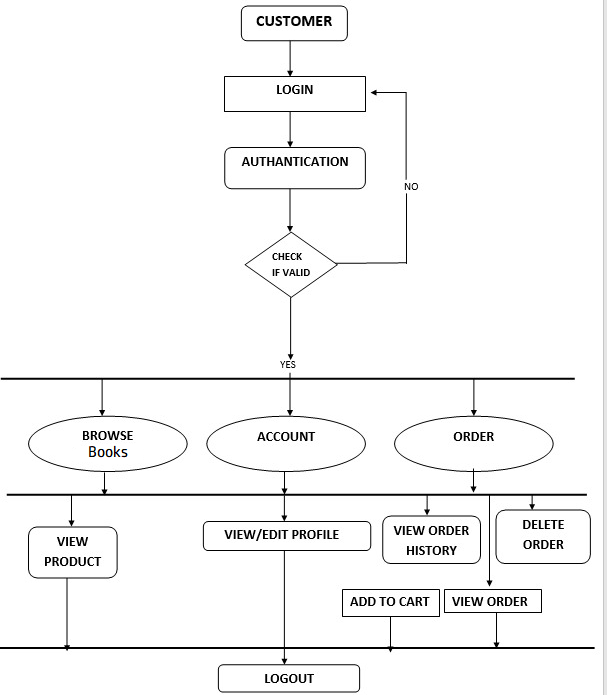 CUSTOMER
LOGIN
AUTHANTICATION
NO
CHECK
IF VALID
YES
BROWSE
Books
ACCOUNT
ORDER
VIEW
PRODUCT
VIEW/EDIT PROFILE
VIEW ORDER
HISTORY
DELETE
ORDER
ADD TO CART
VIEW ORDER
LOGOUT